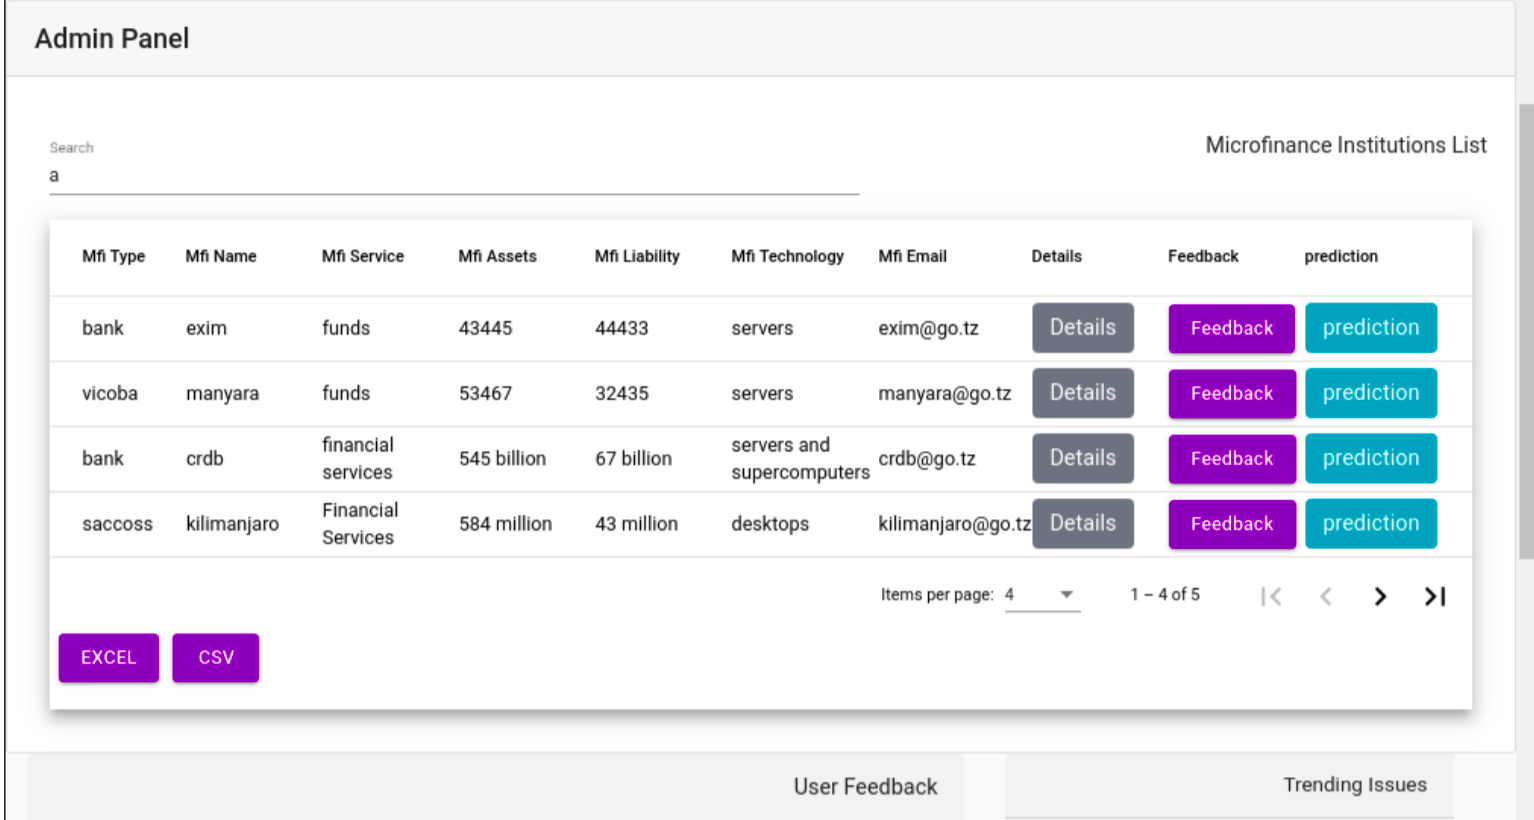 Admin Panel
Search
a
Microfinance Institutions List
Mfi Type Mfi Name Mfi Service Mfi Assets Mfi Liability Mfi Technology Mfi Email Details Feedback prediction
bank exim funds 43445 44433 servers exim@go.tz Details Feedback prediction
vicoba manyara funds 53467 32435 servers manyara@go.tz Details Feedback prediction
bank crdb financial services 545 billion 67 billion servers and supercomputers crdb@go.tz Details Feedback prediction
saccoss kilimanjaro Financial Services 584 million 43 million desktops kilimanjaro@go.tz Details Feedback prediction
Items per page: 4 1 – 4 of 5
EXCEL CSV
User Feedback
Trending Issues